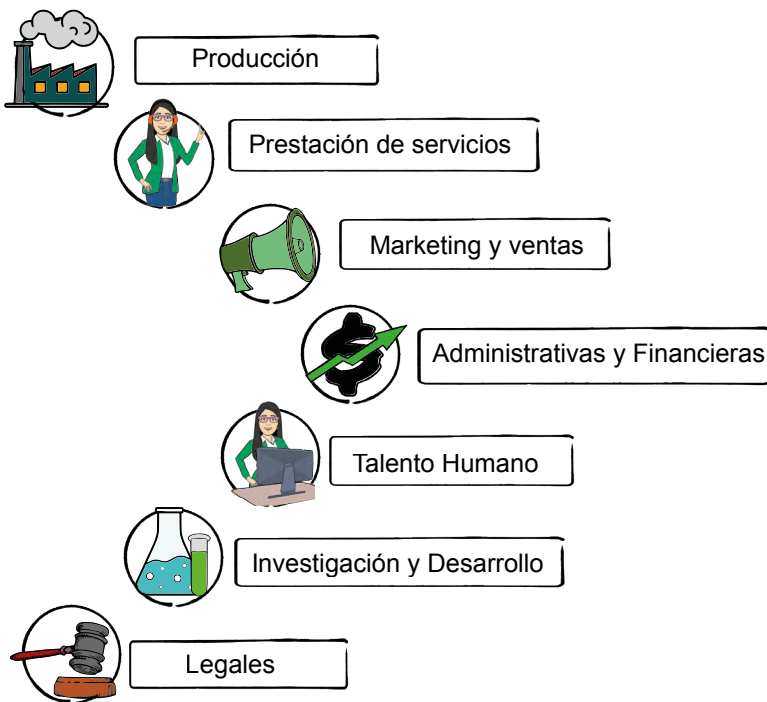 Producción
Prestación de servicios
Marketing y ventas
Administrativas y Financieras
Talento Humano
Investigación y Desarrollo
Legales